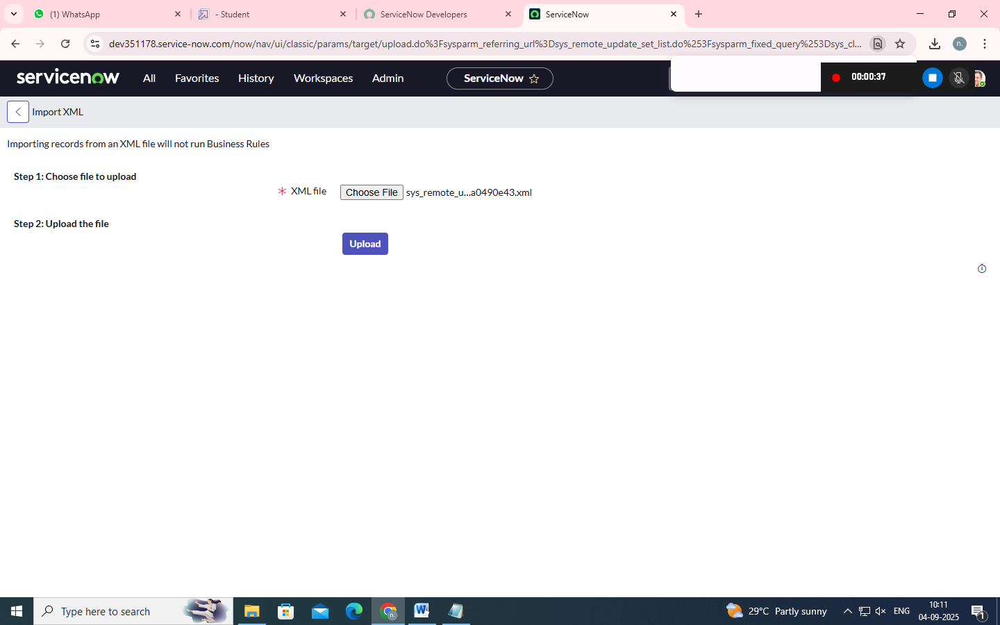 (1) WhatsApp
- Student
ServiceNow Developers
ServiceNow
dev351178.service-now.com/now/nav/ui/classic/params/target/upload.do%3Fsysparm_referring_url%3Dsys_remote_update_set_list.do%253Fsysparm_fixed_query%253Dsys_cl...
n.
servicenow
All
Favorites
History
Workspaces
Admin
ServiceNow
00:00:37
Import XML
Importing records from an XML file will not run Business Rules
Step 1: Choose file to upload
XML file
Choose File
sys_remote_u...a0490e43.xml
Step 2: Upload the file
Upload
Type here to search
n.
29°C Partly sunny
ENG
10:11
04-09-2025
1